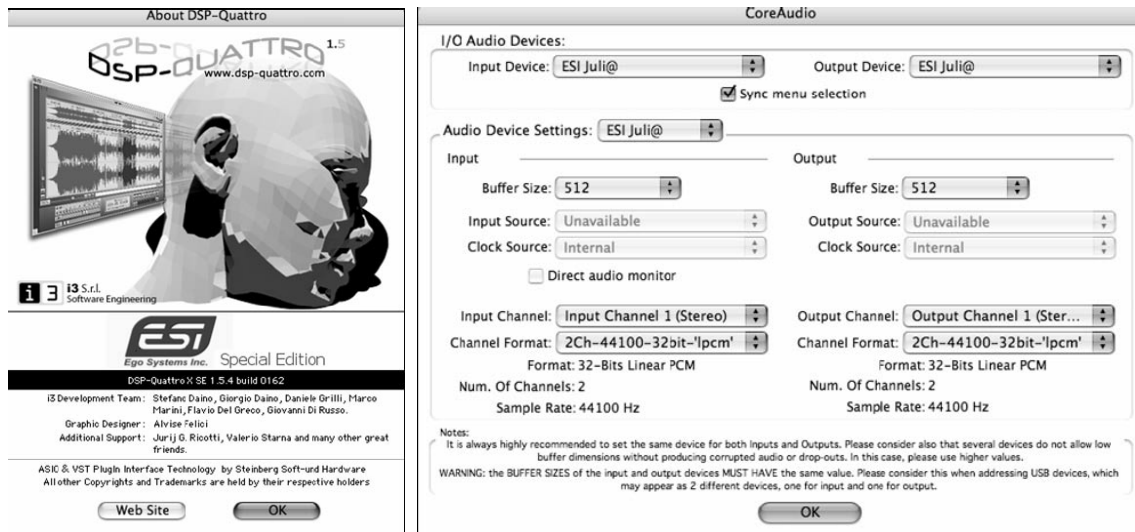 About DSP-Quattro
DSP-QUATTRO 1.5
www.dsp-quattro.com
i3 i3 S.r.l.
Software Engineering
ESI
Ego Systems Inc. Special Edition
DSP-Quattro X SE 1.5.4 build 0162
i3 Development Team: Stefano Daino, Giorgio Daino, Daniele Grilli, Marco
Marini, Flavio Del Greco, Giovanni Di Russo.
Graphic Designer: Alvise Felici
Additional Support: Jurij G. Ricotti, Valerio Starna and many other great
friends.
ASIO & VST PlugIn Interface Technology by Steinberg Soft-und Hardware
All other Copyrights and Trademarks are held by their respective holders
Web Site OK
CoreAudio
I/O Audio Devices:
Input Device: ESI Juli@ Output Device: ESI Juli@
Sync menu selection
Audio Device Settings: ESI Juli@
Input Output
Buffer Size: 512 Buffer Size: 512
Input Source: Unavailable Output Source: Unavailable
Clock Source: Internal Clock Source: Internal
Direct audio monitor
Input Channel: Input Channel 1 (Stereo) Output Channel: Output Channel 1 (Ster...
Channel Format: 2Ch-44100-32bit-'lpcm' Channel Format: 2Ch-44100-32bit-'lpcm'
Format: 32-Bits Linear PCM Format: 32-Bits Linear PCM
Num. Of Channels: 2 Num. Of Channels: 2
Sample Rate: 44100 Hz Sample Rate: 44100 Hz
Notes:
It is always highly recommended to set the same device for both Inputs and Outputs. Please consider also that several devices do not allow low
buffer dimensions without producing corrupted audio or drop-outs. In this case, please use higher values.
WARNING: the BUFFER SIZES of the input and output devices MUST HAVE the same value. Please consider this when addressing USB devices, which
may appear as 2 different devices, one for input and one for output.
OK